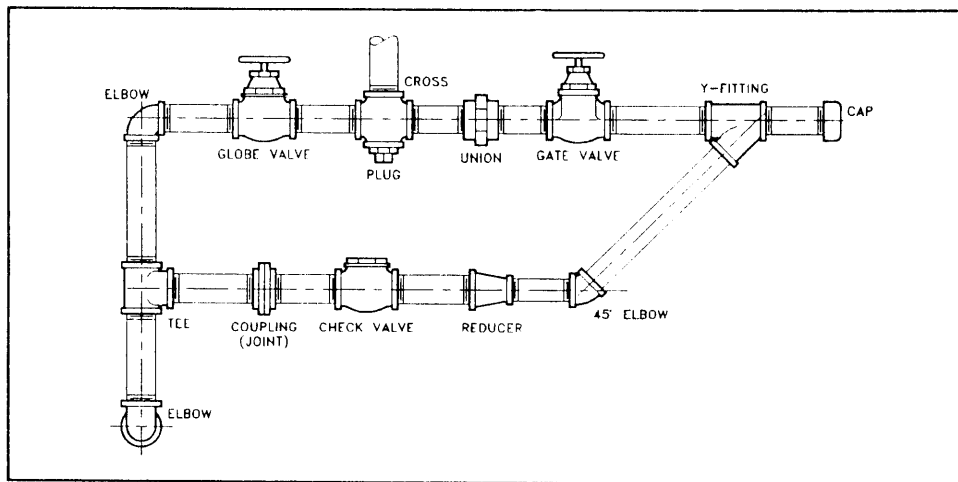 CROSS
Y-FITTING
ELBOW
CAP
GLOBE VALVE
UNION
GATE VALVE
PLUG
TEE
COUPLING
(JOINT)
CHECK VALVE
REDUCER
45° ELBOW
ELBOW